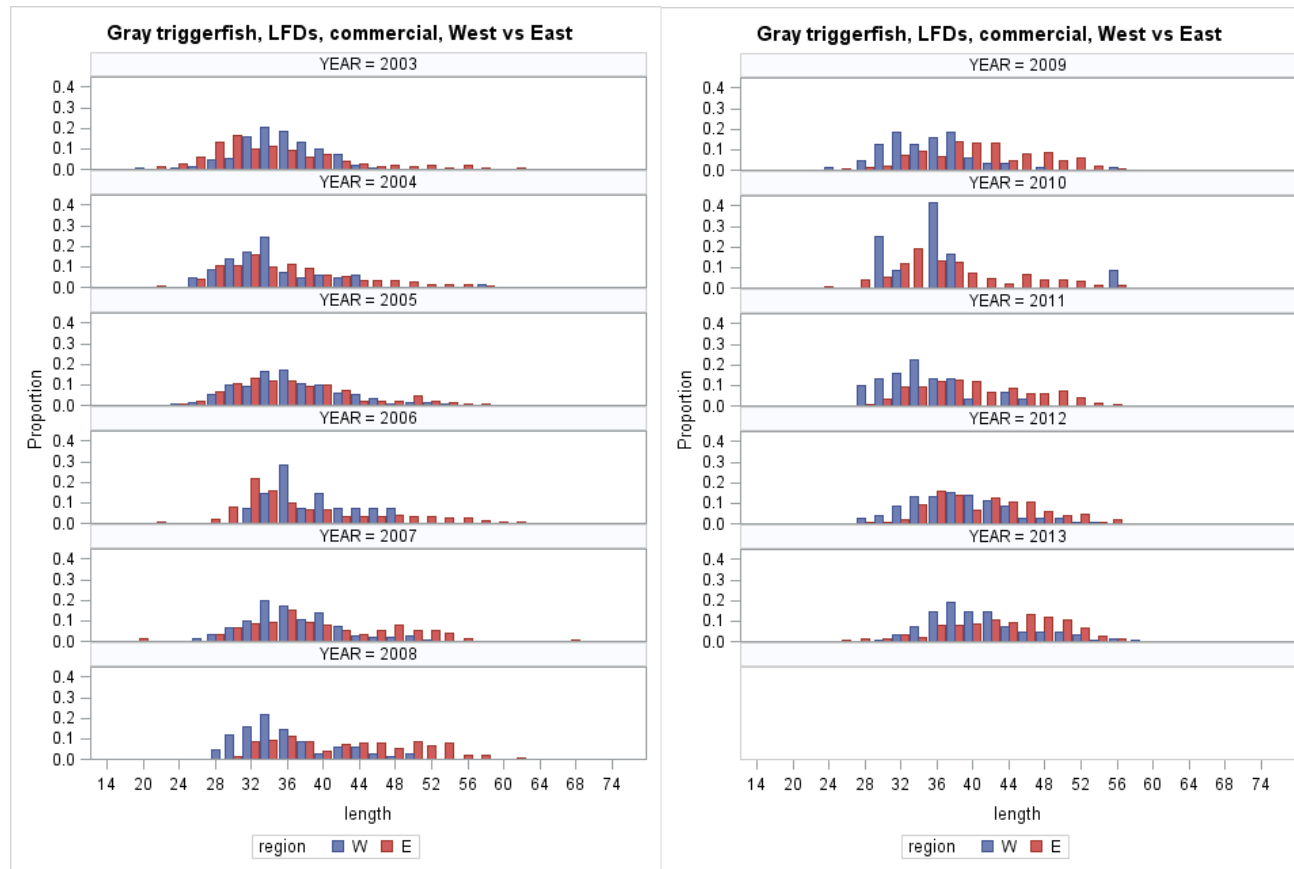 Gray triggerfish, LFDs, commercial, West vs East
YEAR = 2003
0.4
0.3
0.2
0.1
0.0
YEAR = 2004
0.4
0.3
0.2
0.1
0.0
YEAR = 2005
0.4
0.3
0.2
0.1
0.0
Proportion
YEAR = 2006
0.4
0.3
0.2
0.1
0.0
YEAR = 2007
0.4
0.3
0.2
0.1
0.0
YEAR = 2008
0.4
0.3
0.2
0.1
0.0
14 20 24 28 32 36 40 44 48 52 56 60 64 68 74
length
region W E
Gray triggerfish, LFDs, commercial, West vs East
YEAR = 2009
0.4
0.3
0.2
0.1
0.0
YEAR = 2010
0.4
0.3
0.2
0.1
0.0
YEAR = 2011
0.4
0.3
0.2
0.1
0.0
Proportion
YEAR = 2012
0.4
0.3
0.2
0.1
0.0
YEAR = 2013
0.4
0.3
0.2
0.1
0.0
14 20 24 28 32 36 40 44 48 52 56 60 64 68 74
length
region W E